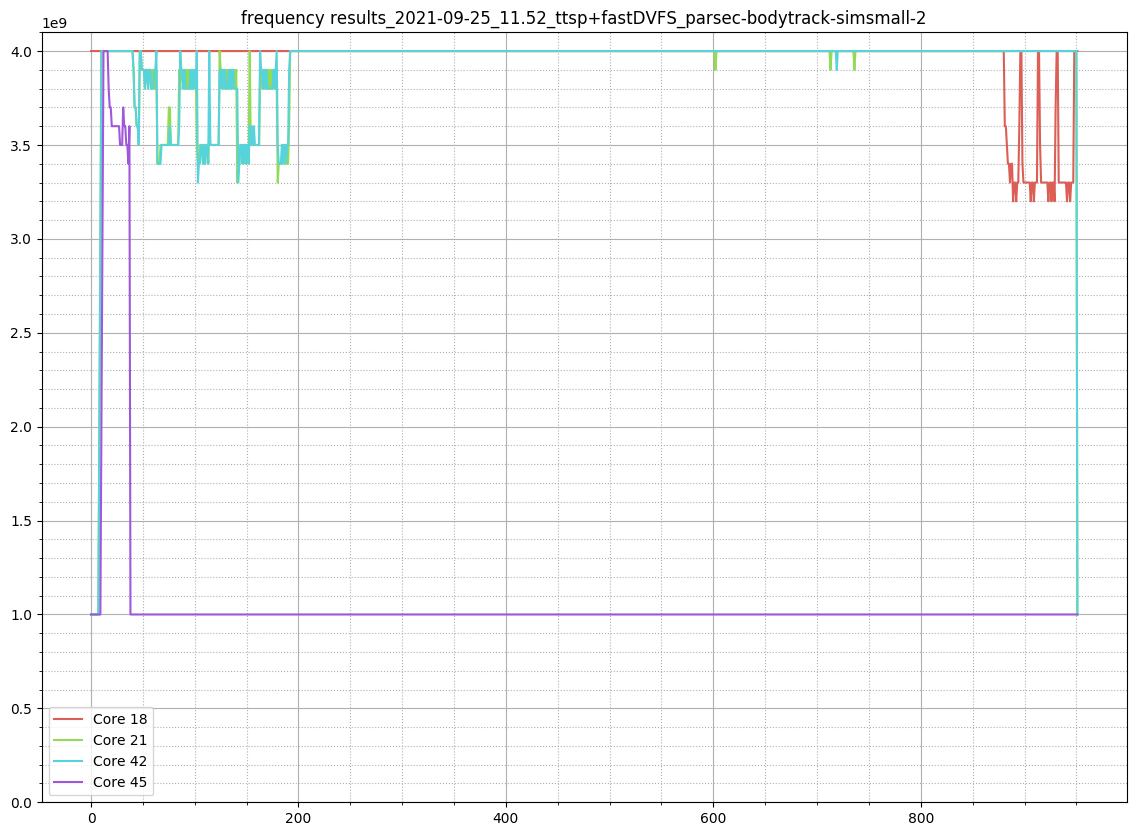 frequency results_2021-09-25_11.52_ttsp+fastDVFS_parsec-bodytrack-simsmall-2
1e9
4.0
3.5
3.0
2.5
2.0
1.5
1.0
0.5
0.0
Core 18
Core 21
Core 42
Core 45
0 200 400 600 800